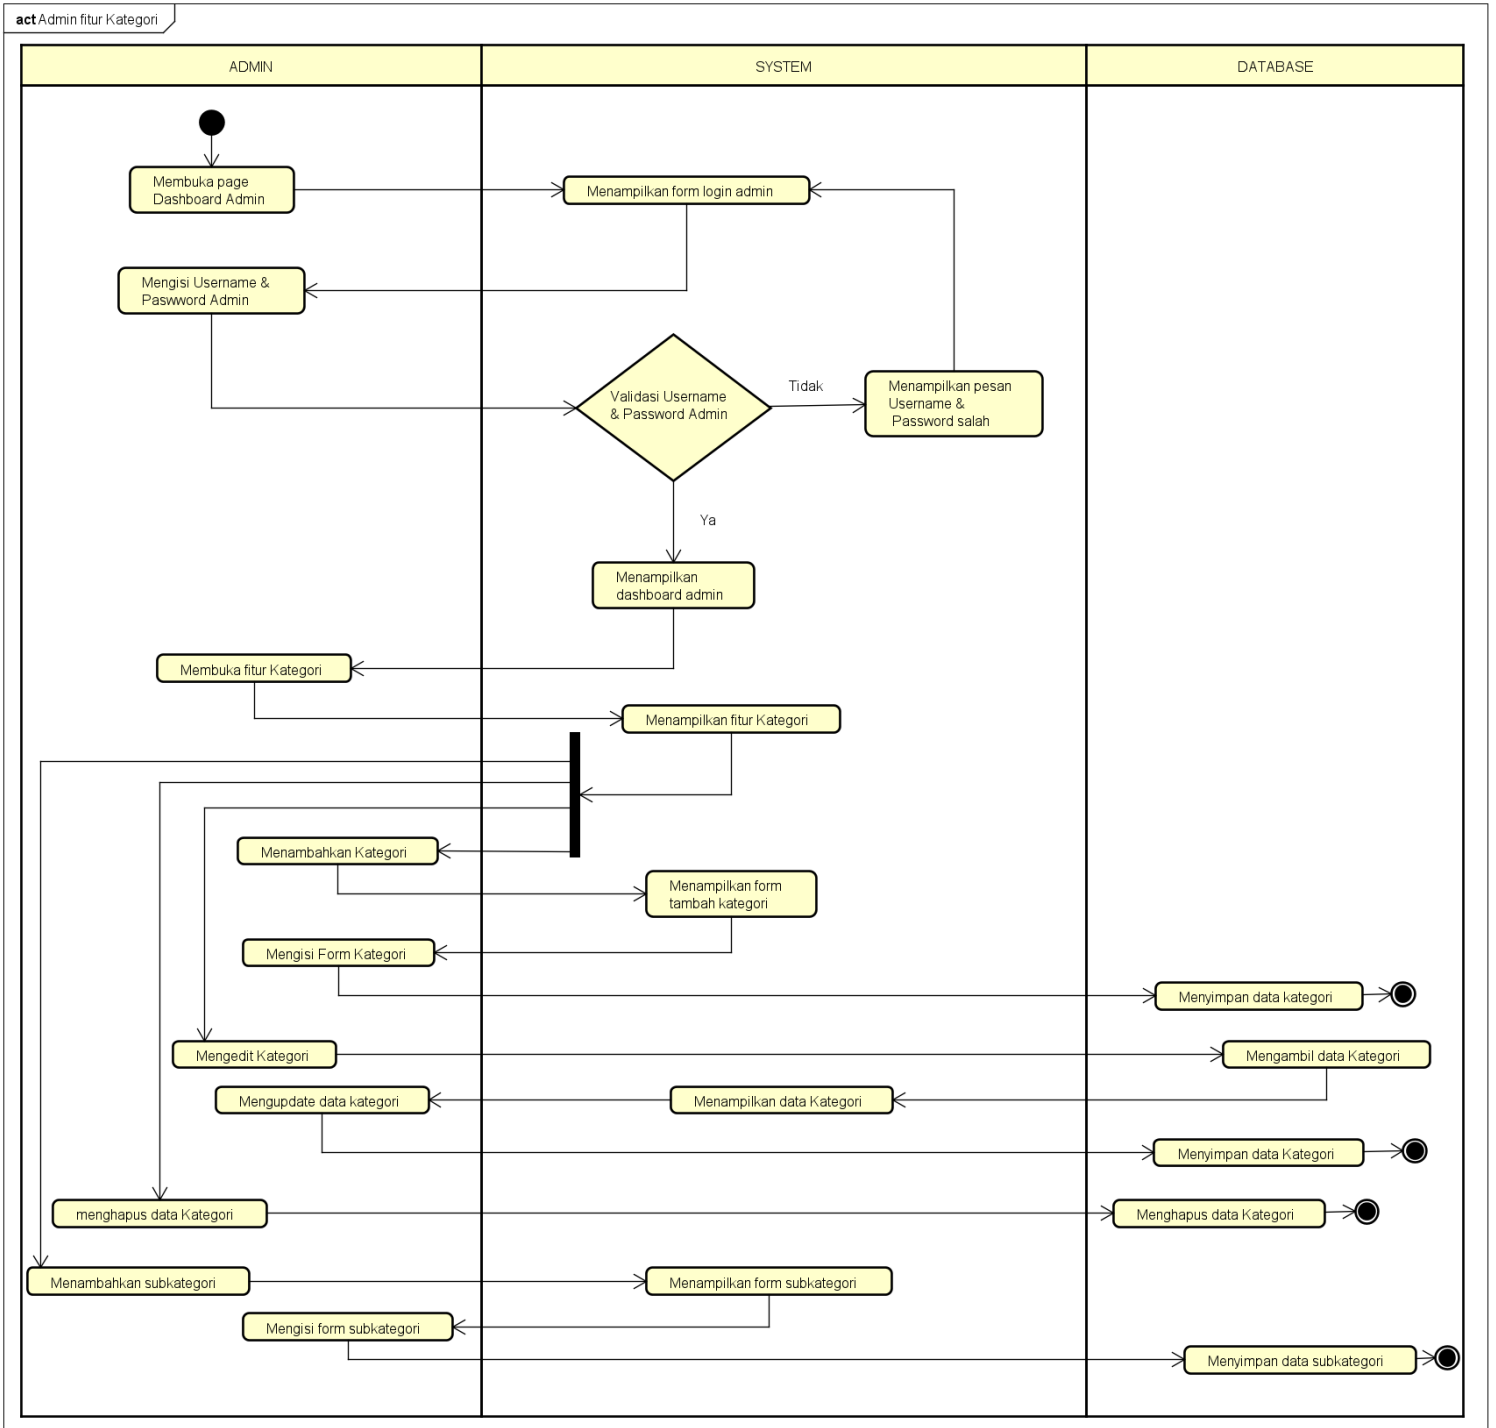 act Admin fitur Kategori
ADMIN
SYSTEM
DATABASE
Membuka page
Dashboard Admin
Menampilkan form login admin
Mengisi Username &
Paswword Admin
Validasi Username
& Password Admin
Tidak
Menampilkan pesan
Username &
Password salah
Ya
Menampilkan
dashboard admin
Membuka fitur Kategori
Menampilkan fitur Kategori
Menambahkan Kategori
Menampilkan form
tambah kategori
Mengisi Form Kategori
Menyimpan data kategori
Mengedit Kategori
Mengambil data Kategori
Mengupdate data kategori
Menampilkan data Kategori
Menyimpan data Kategori
menghapus data Kategori
Menghapus data Kategori
Menambahkan subkategori
Menampilkan form subkategori
Mengisi form subkategori
Menyimpan data subkategori